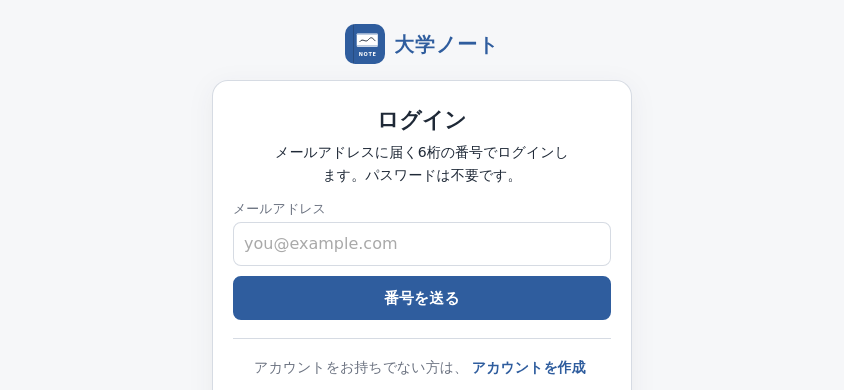 NOTE
大学ノート
ログイン
メールアドレスに届く6桁の番号でログインし
ます。パスワードは不要です。
メールアドレス
you@example.com
番号を送る
アカウントをお持ちでない方は、 アカウントを作成